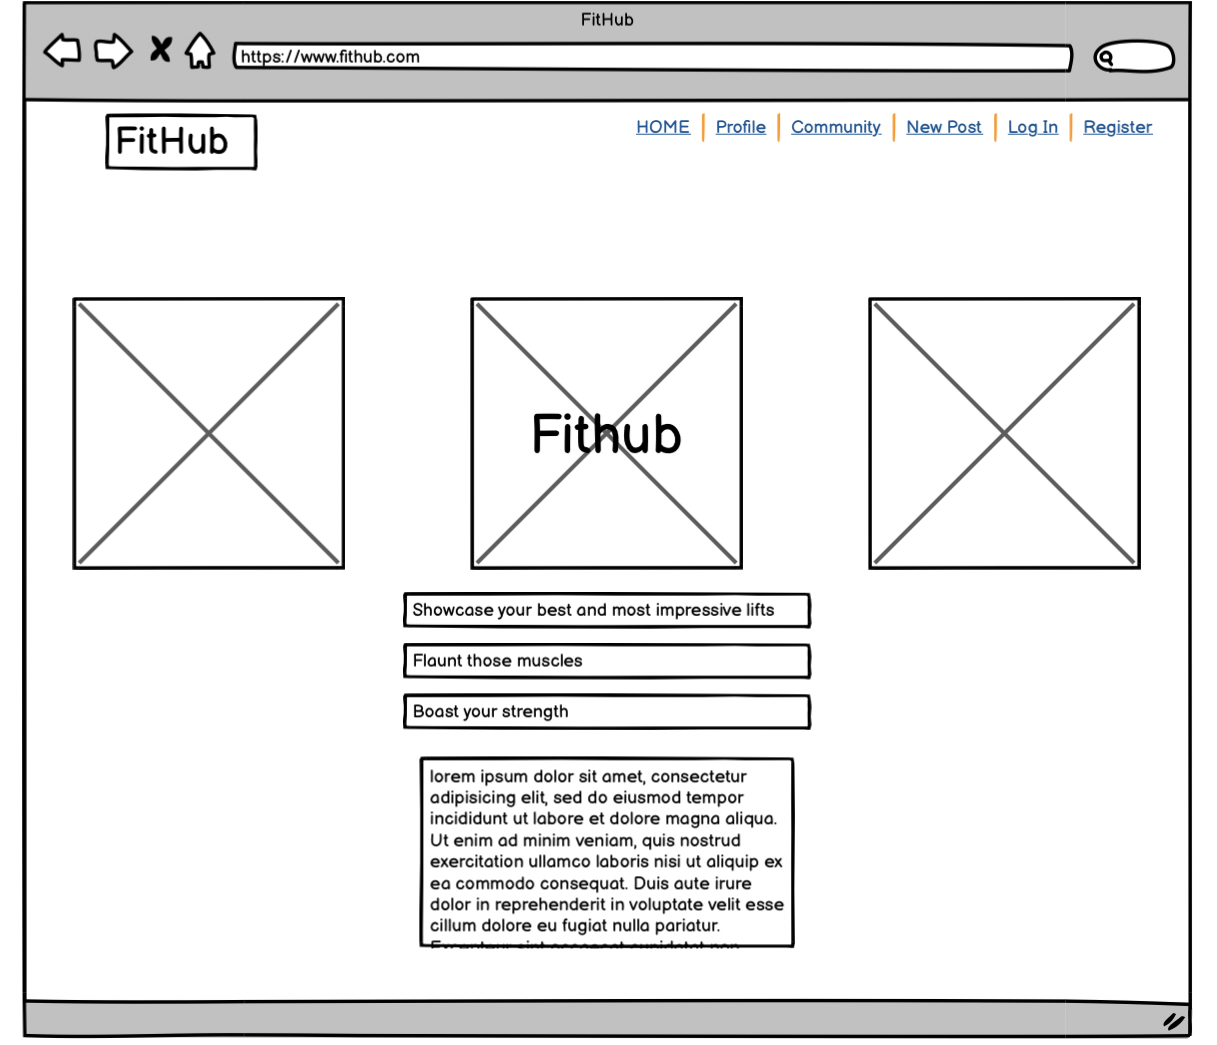 FitHub
https://www.fithub.com
FitHub
HOME Profile Community New Post Log In Register
Fithub
Showcase your best and most impressive lifts
Flaunt those muscles
Boast your strength
lorem ipsum dolor sit amet, consectetur
adipisicing elit, sed do eiusmod tempor
incididunt ut labore et dolore magna aliqua.
Ut enim ad minim veniam, quis nostrud
exercitation ullamco laboris nisi ut aliquip ex
ea commodo consequat. Duis aute irure
dolor in reprehenderit in voluptate velit esse
cillum dolore eu fugiat nulla pariatur.